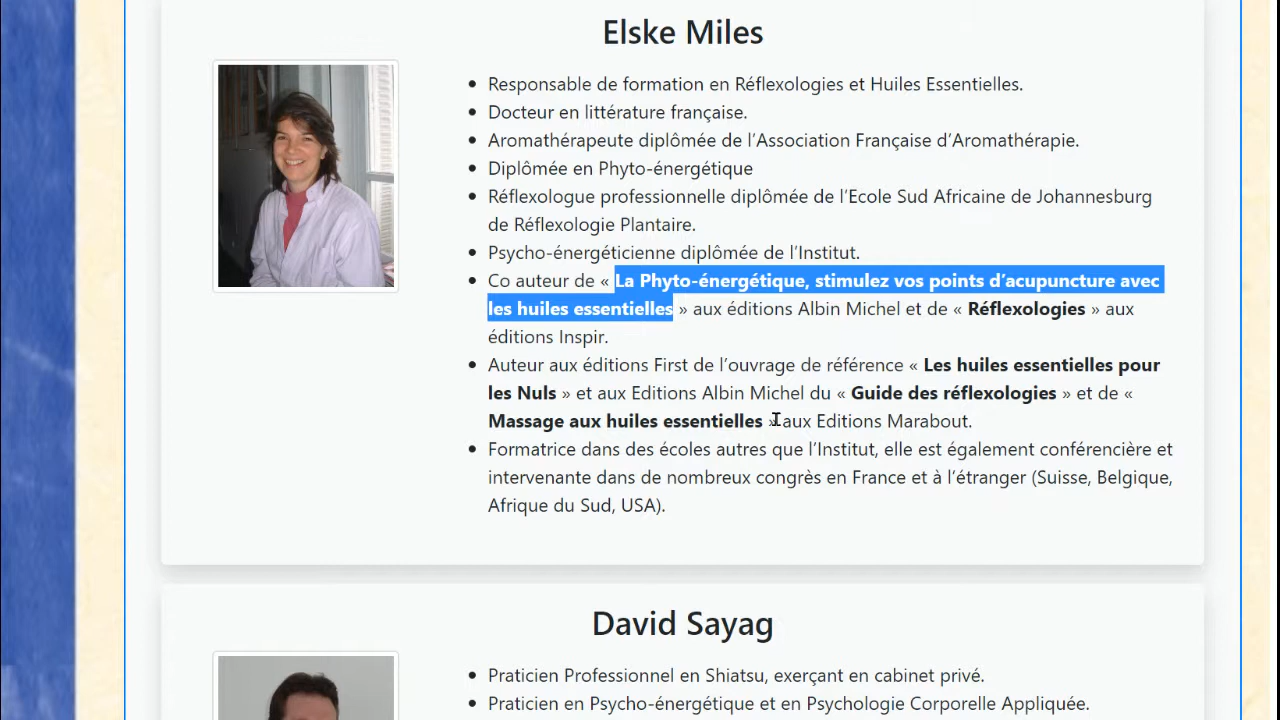 Elske Miles
Responsable de formation en Réflexologies et Huiles Essentielles.
Docteur en littérature française.
Aromathérapeute diplômée de l’Association Française d’Aromathérapie.
Diplômée en Phyto-énergétique
Réflexologue professionnelle diplômée de l’Ecole Sud Africaine de Johannesburg
de Réflexologie Plantaire.
Psycho-energéticienne diplômée de l’Institut.
Co auteur de « La Phyto-énergétique, stimulez vos points d’acupuncture avec
les huiles essentielles » aux éditions Albin Michel et de « Réflexologies » aux
éditions Inspir.
Auteur aux éditions First de l’ouvrage de référence « Les huiles essentielles pour
les Nuls » et aux Editions Albin Michel du « Guide des réflexologies » et de «
Massage aux huiles essentielles » aux Editions Marabout.
Formatrice dans des écoles autres que l’Institut, elle est également conférencière et
intervenante dans de nombreux congrès en France et à l’étranger (Suisse, Belgique,
Afrique du Sud, USA).
David Sayag
Praticien Professionnel en Shiatsu, exerçant en cabinet privé.
Praticien en Psycho-énergétique et en Psychologie Corporelle Appliquée.